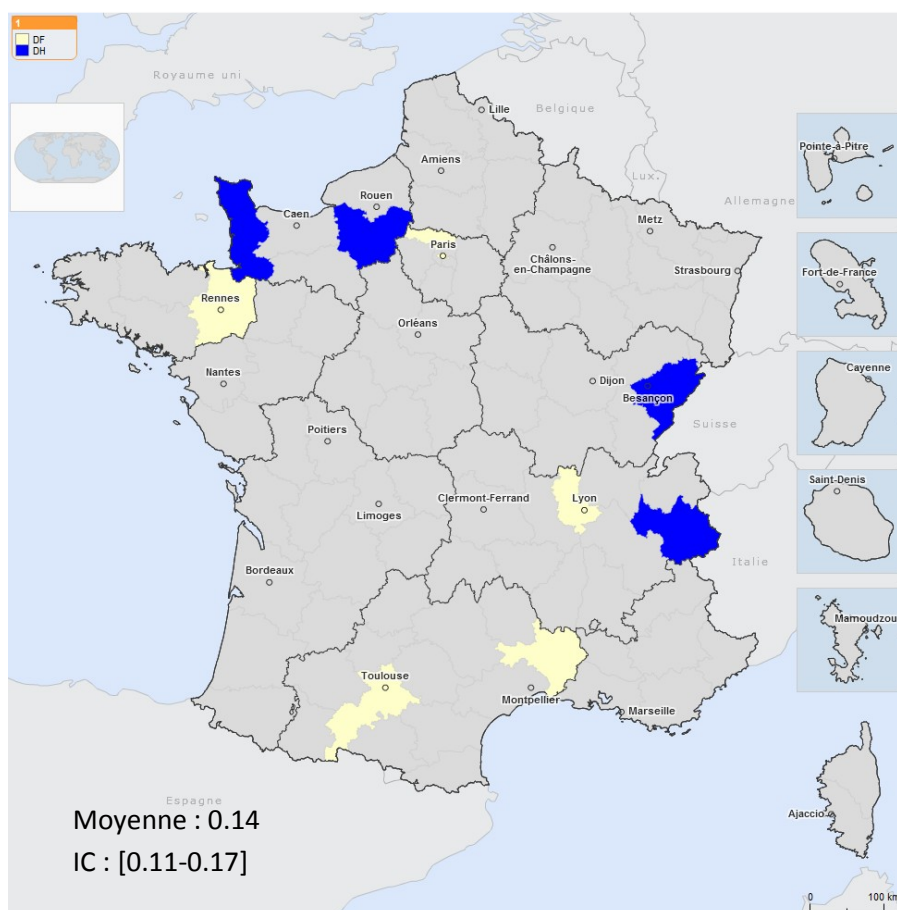 1
DF
DH
Royaume uni
Lille
Belgique
Pointe-à-Pitre
Amiens
Lux.
Allemagne
Rouen
Caen
Metz
Paris
Châlons-
en-Champagne
Strasbourg
Fort-de-France
Rennes
Orléans
Cayenne
Nantes
Dijon
Besançon
Suisse
Poitiers
Saint-Denis
Clermont-Ferrand
Lyon
Limoges
Italie
Bordeaux
Mamoudzou
Toulouse
Montpellier
Marseille
Espagne
Moyenne : 0.14
Ajaccio
IC : [0.11-0.17]
0 100 km